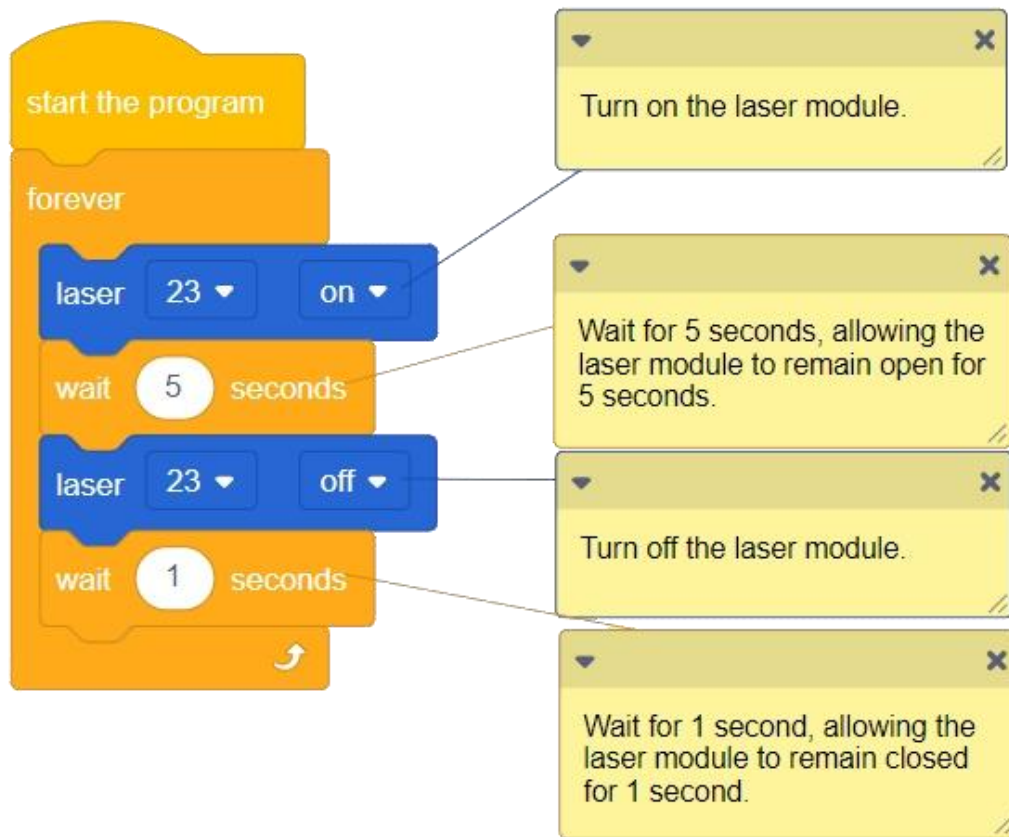 start the program
forever
laser 23 on
wait 5 seconds
laser 23 off
wait 1 seconds
Turn on the laser module.
Wait for 5 seconds, allowing the
laser module to remain open for
5 seconds.
Turn off the laser module.
Wait for 1 second, allowing the
laser module to remain closed
for 1 second.